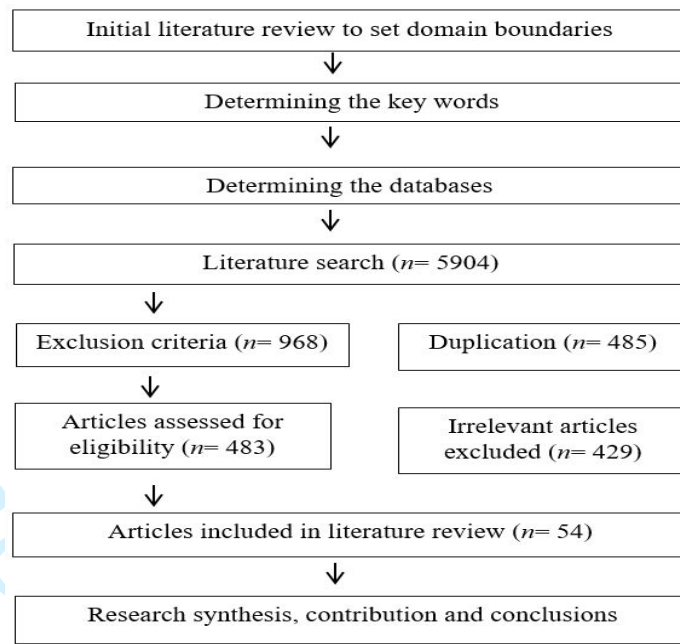 Initial literature review to set domain boundaries
Determining the key words
Determining the databases
Literature search (n= 5904)
Exclusion criteria (n= 968)
Duplication (n= 485)
Articles assessed for
eligibility (n= 483)
Irrelevant articles
excluded (n= 429)
Articles included in literature review (n= 54)
Research synthesis, contribution and conclusions